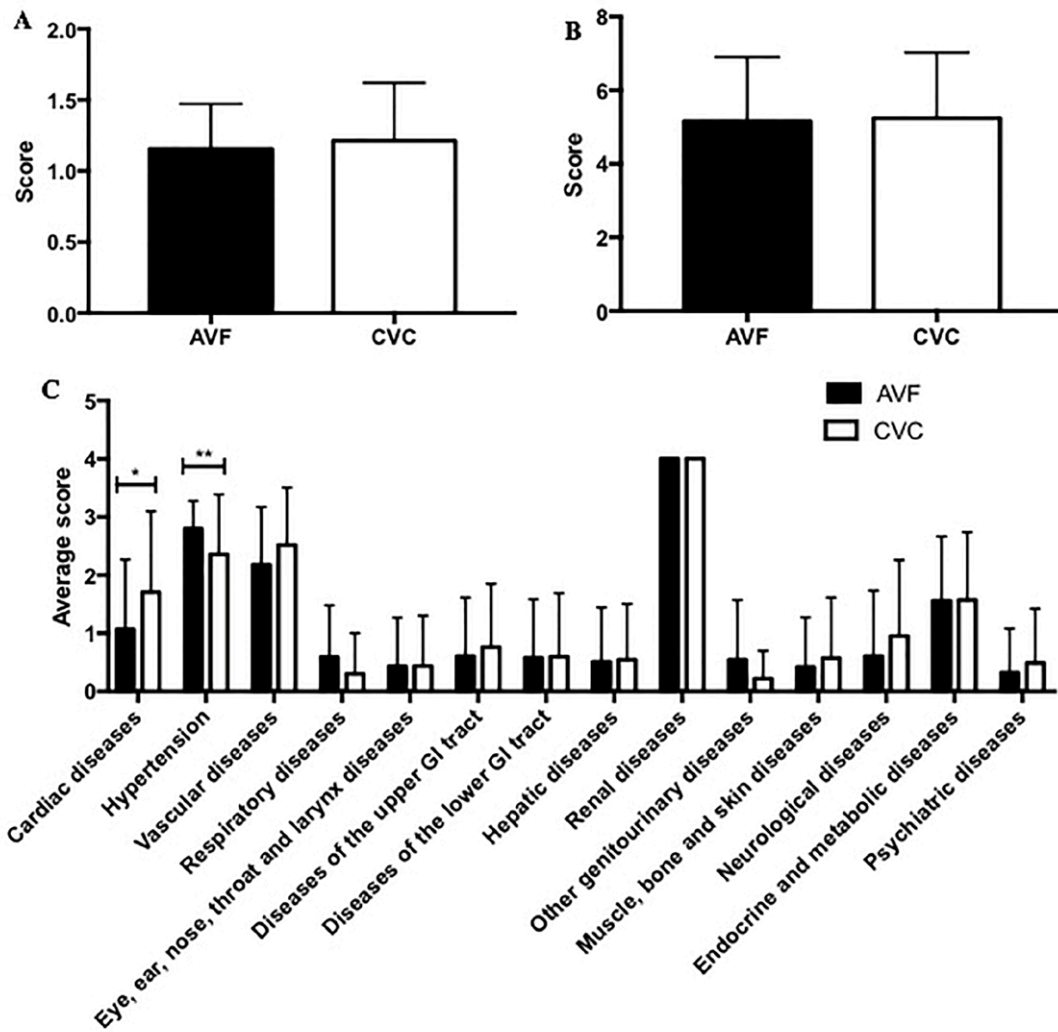 A
2.0
1.5
1.0
0.5
0.0
Score
AVF
CVC
B
8
6
4
2
0
Score
AVF
CVC
C
5
4
3
2
1
0
Average score
*
**
AVF
CVC
Cardiac diseases
Hypertension
Vascular diseases
Respiratory diseases
Eye, ear, nose, throat and larynx diseases
Diseases of the upper GI tract
Diseases of the lower GI tract
Hepatic diseases
Renal diseases
Other genitourinary diseases
Muscle, bone and skin diseases
Neurological diseases
Endocrine and metabolic diseases
Psychiatric diseases